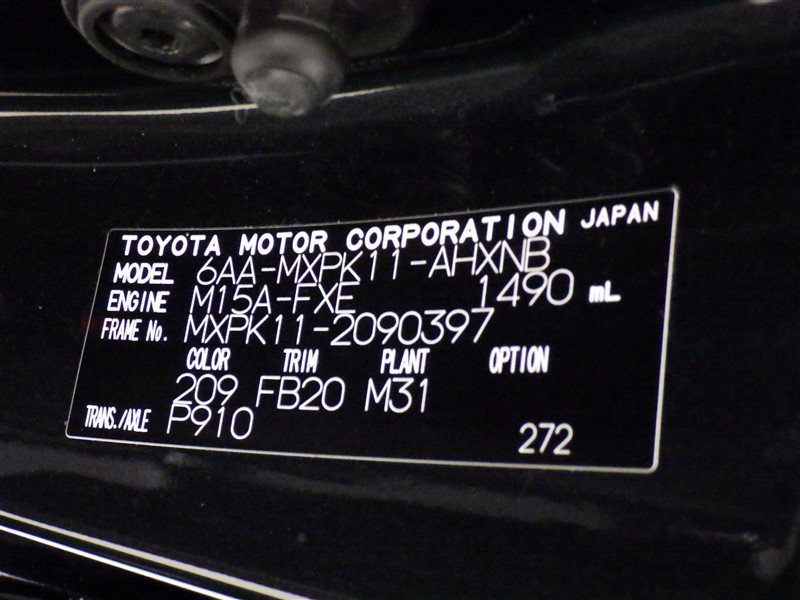 TOYOTA MOTOR CORPORATION JAPAN
MODEL 6AA-MXPK11-AHXNB
ENGINE M15A-FXE 1490 mL
FRAME No. MXPK11-2090397
COLOR TRIM PLANT OPTION
209 FB20 M31
TRANS./AXLE P910
272